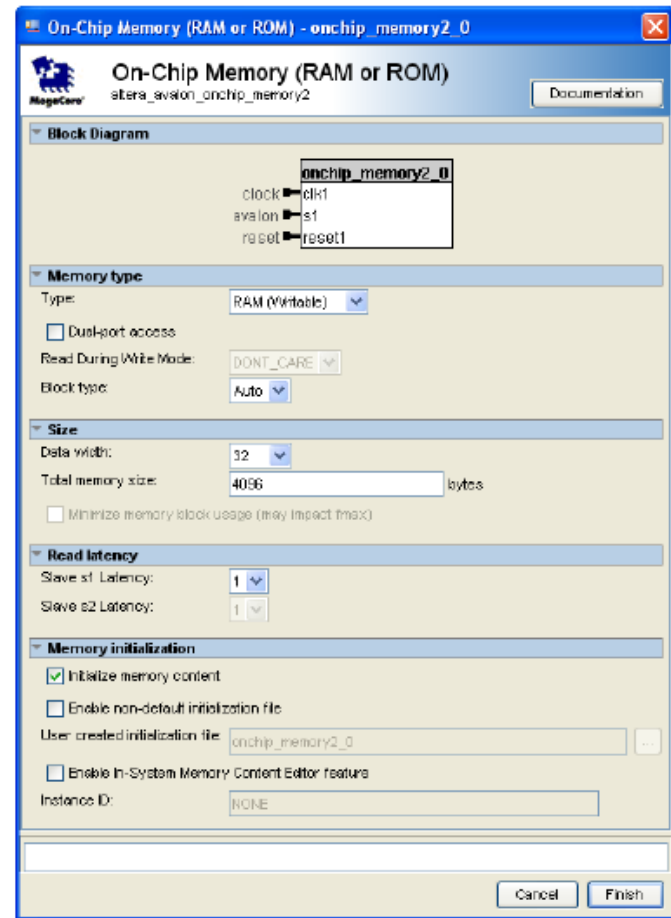 On-Chip Memory (RAM or ROM) - onchip_memory2_0
On-Chip Memory (RAM or ROM)
MegaCore'
altera_avalon_onchip_memory2
Documentation
Block Diagram
onchip_memory2_0
clock clk1
avalon s1
reset reset1
Memory type
Type: RAM (Writable)
Dual-port access
Read During Write Mode: DONT_CARE
Block type: Auto
Size
Data width: 32
Total memory size: 4096 bytes
Minimize memory block usage (may impact fmax)
Read latency
Slave s1 Latency: 1
Slave s2 Latency: 1
Memory initialization
Initialize memory content
Enable non-default initialization file
User created initialization file: onchip_memory2_0 ...
Enable In-System Memory Content Editor feature
Instance ID: NONE
Cancel Finish